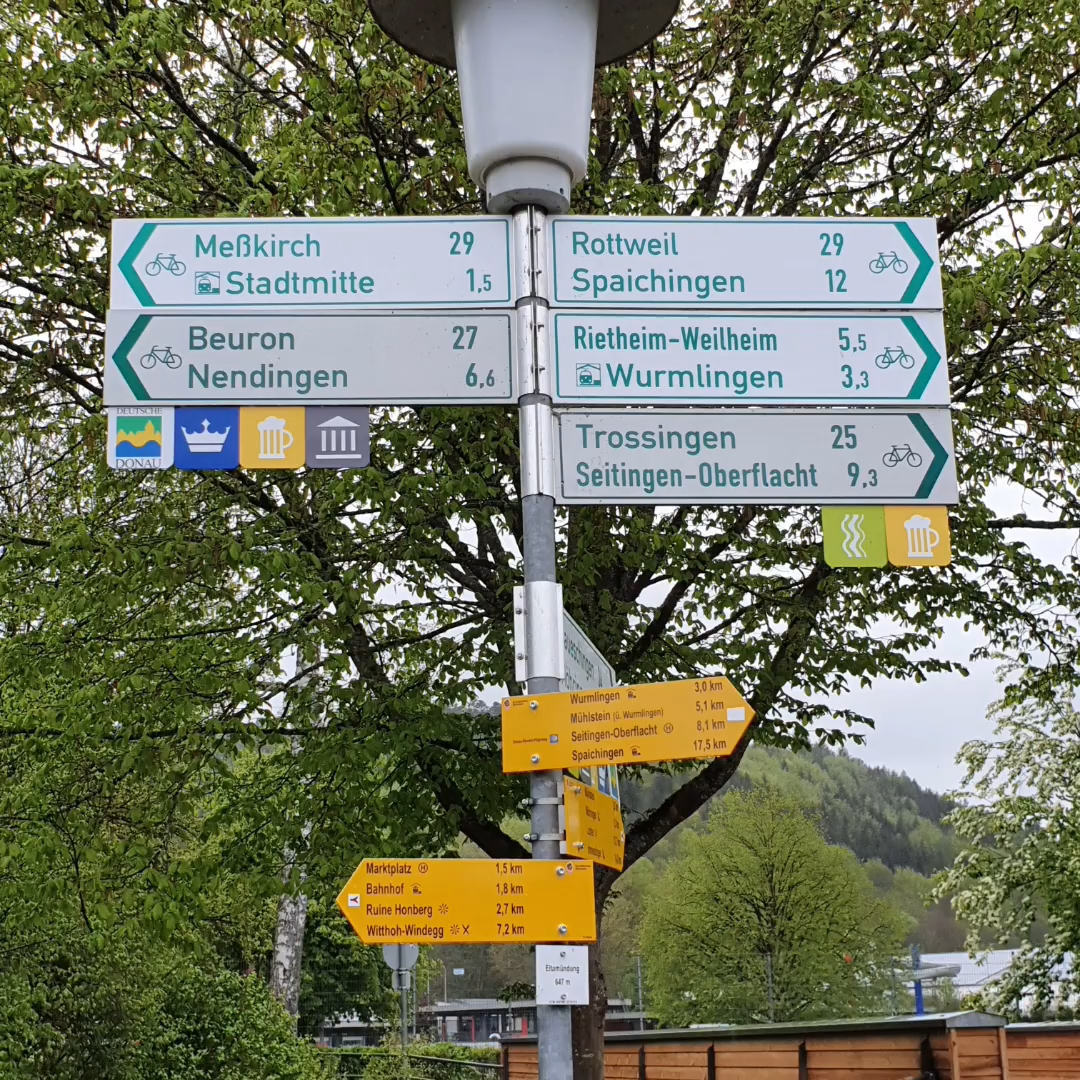 Meßkirch 29
Stadtmitte 1,5
Rottweil 29
Spaichingen 12
Beuron 27
Nendingen 6,6
Rietheim-Weilheim 5,5
Wurmlingen 3,3
DEUTSCHE
DONAU
Trossingen 25
Seitingen-Oberflacht 9,3
Wurmlingen 3,0 km
Mühlstein (ü. Wurmlingen) 5,1 km
Seitingen-Oberflacht H 8,1 km
Spaichingen 17,5 km
Marktplatz H 1,5 km
Bahnhof 1,8 km
Ruine Honberg 2,7 km
Witthoh-Windegg 7,2 km
Eltamündung
647 m